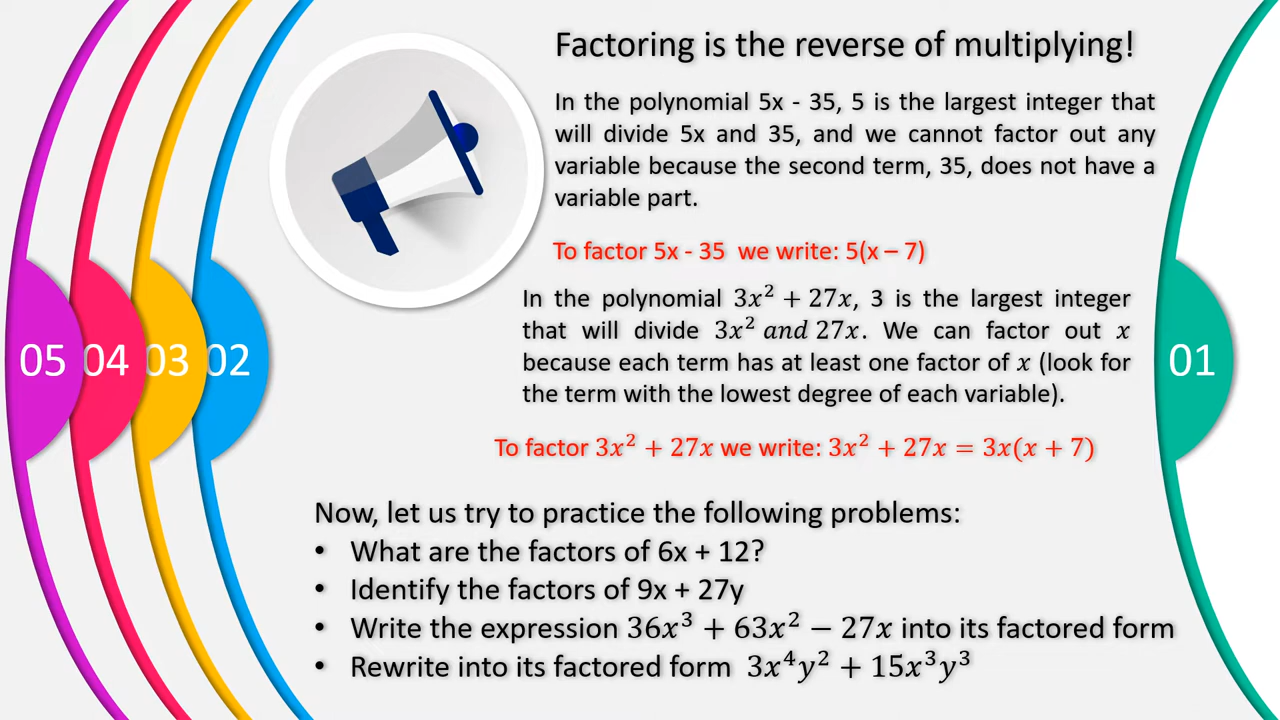 Factoring is the reverse of multiplying!
In the polynomial 5x - 35, 5 is the largest integer that
will divide 5x and 35, and we cannot factor out any
variable because the second term, 35, does not have a
variable part.
To factor 5x - 35 we write: 5(x – 7)
In the polynomial 3x² + 27x, 3 is the largest integer
that will divide 3x² and 27x. We can factor out x
because each term has at least one factor of x (look for
the term with the lowest degree of each variable).
To factor 3x² + 27x we write: 3x² + 27x = 3x(x + 7)
05 04 03 02
01
Now, let us try to practice the following problems:
• What are the factors of 6x + 12?
• Identify the factors of 9x + 27y
• Write the expression 36x³ + 63x² − 27x into its factored form
• Rewrite into its factored form 3x⁴y² + 15x³y³